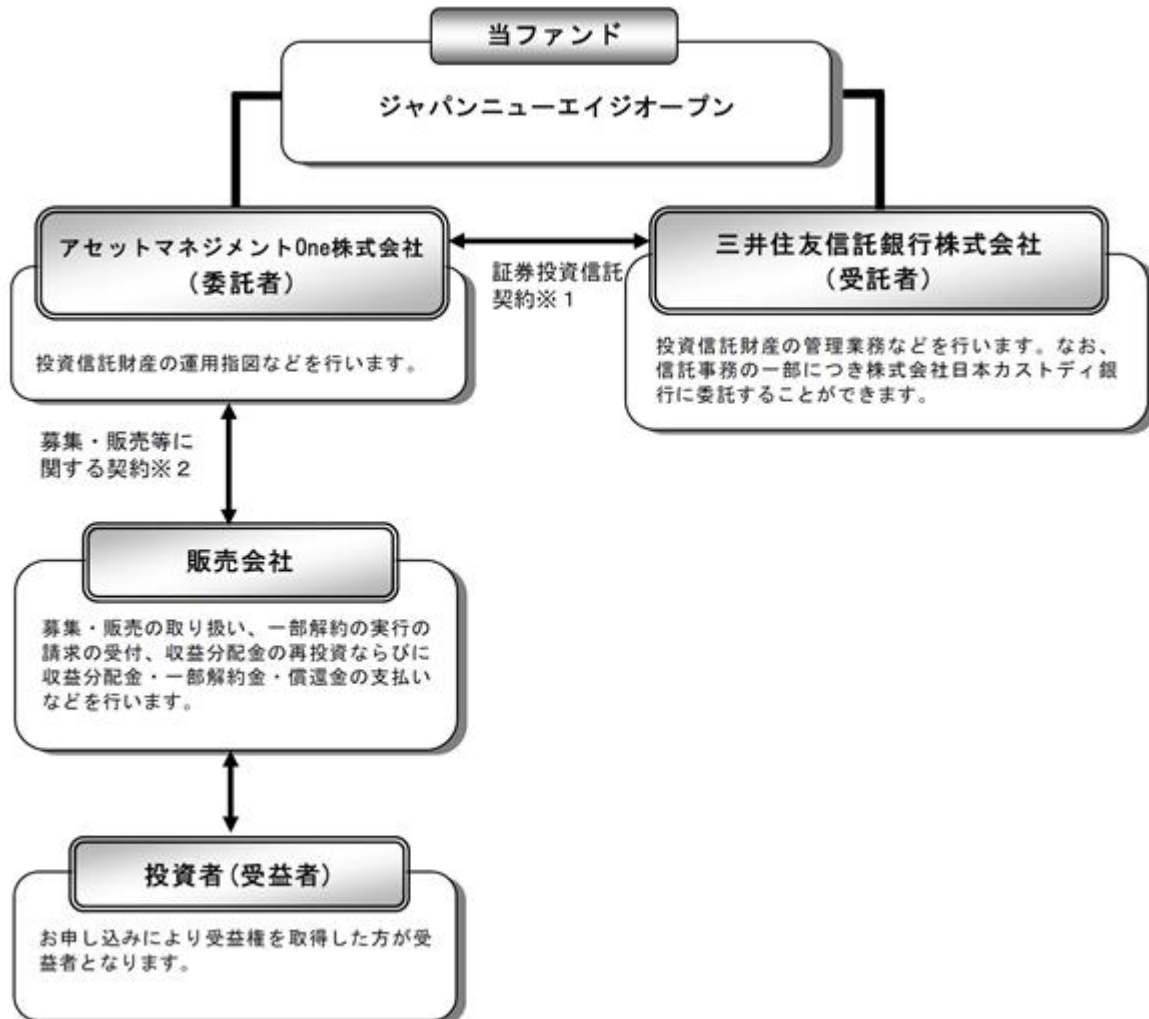 当ファンド
ジャパンニューエイジオープン
アセットマネジメントOne株式会社
(委託者)
投資信託財産の運用指図などを行います。
証券投資信託
契約※1
三井住友信託銀行株式会社
(受託者)
投資信託財産の管理業務などを行います。なお、
信託事務の一部につき株式会社日本カストディ銀
行に委託することができます。
募集・販売等に
関する契約※2
販売会社
募集・販売の取り扱い、一部解約の実行の
請求の受付、収益分配金の再投資ならびに
収益分配金・一部解約金・償還金の支払い
などを行います。
投資者(受益者)
お申し込みにより受益権を取得した方が受
益者となります。